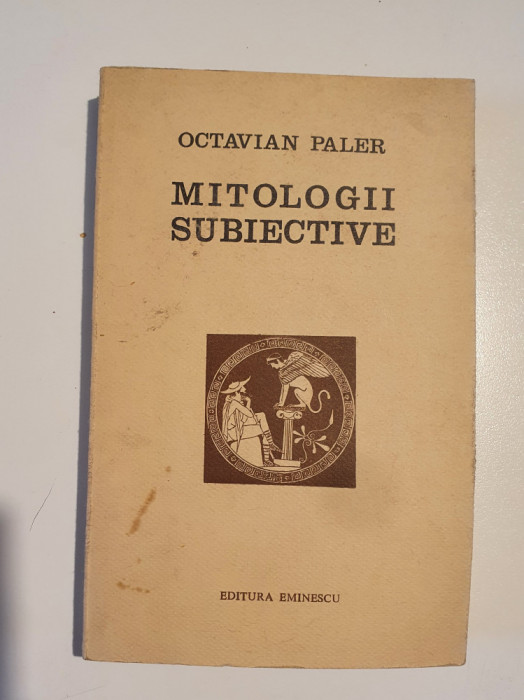 OCTAVIAN PALER
MITOLOGII
SUBIECTIVE
EDITURA EMINESCU